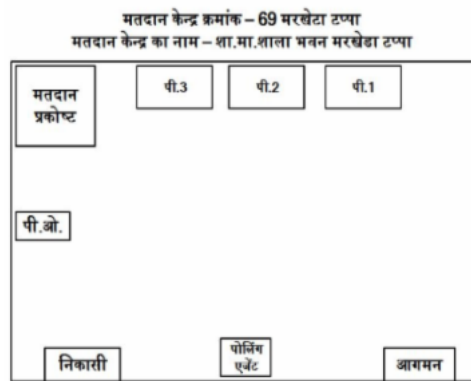 मतदान केन्द्र क्रमांक – 69 मरखेटा टप्पा
मतदान केन्द्र का नाम – शा.मा.शाला भवन मरखेडा टप्पा
मतदान
प्रकोष्ट
पी.3
पी.2
पी.1
पी.ओ.
निकासी
पोलिंग
एजेंट
आगमन